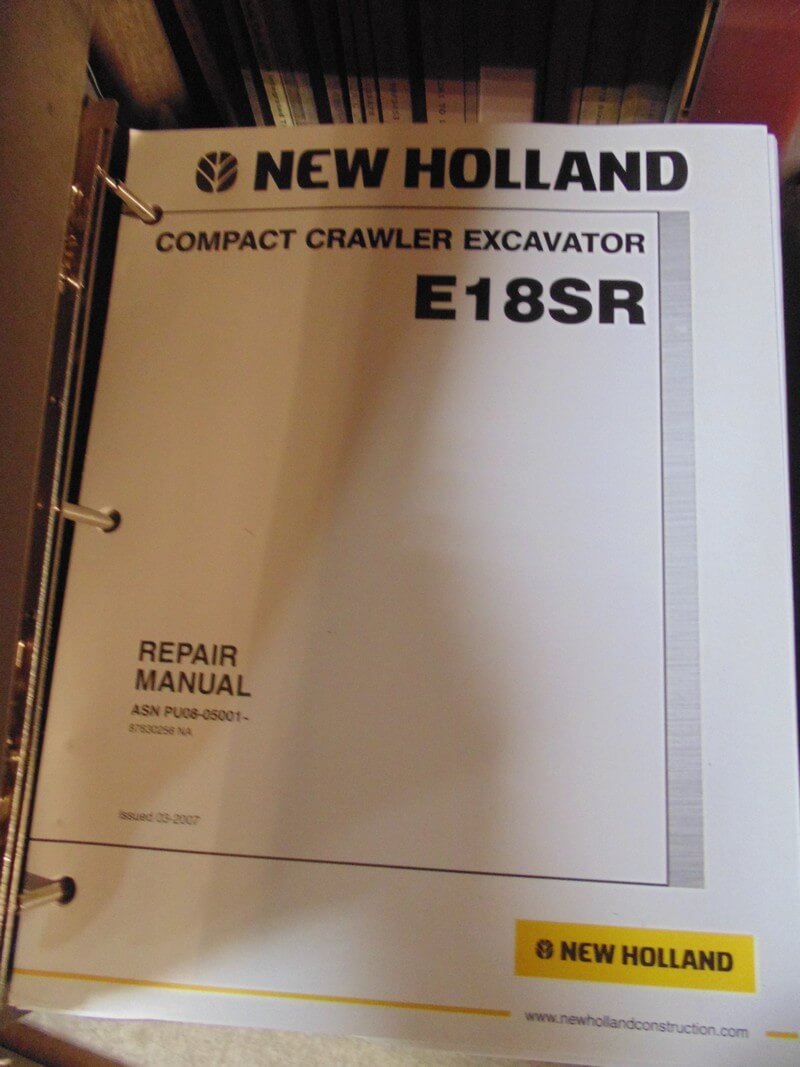 NEW HOLLAND
COMPACT CRAWLER EXCAVATOR
E18SR
REPAIR
MANUAL
ASN PU08-05001-
87630256 NA
Issued 03-2007
NEW HOLLAND
www.newhollandconstruction.com